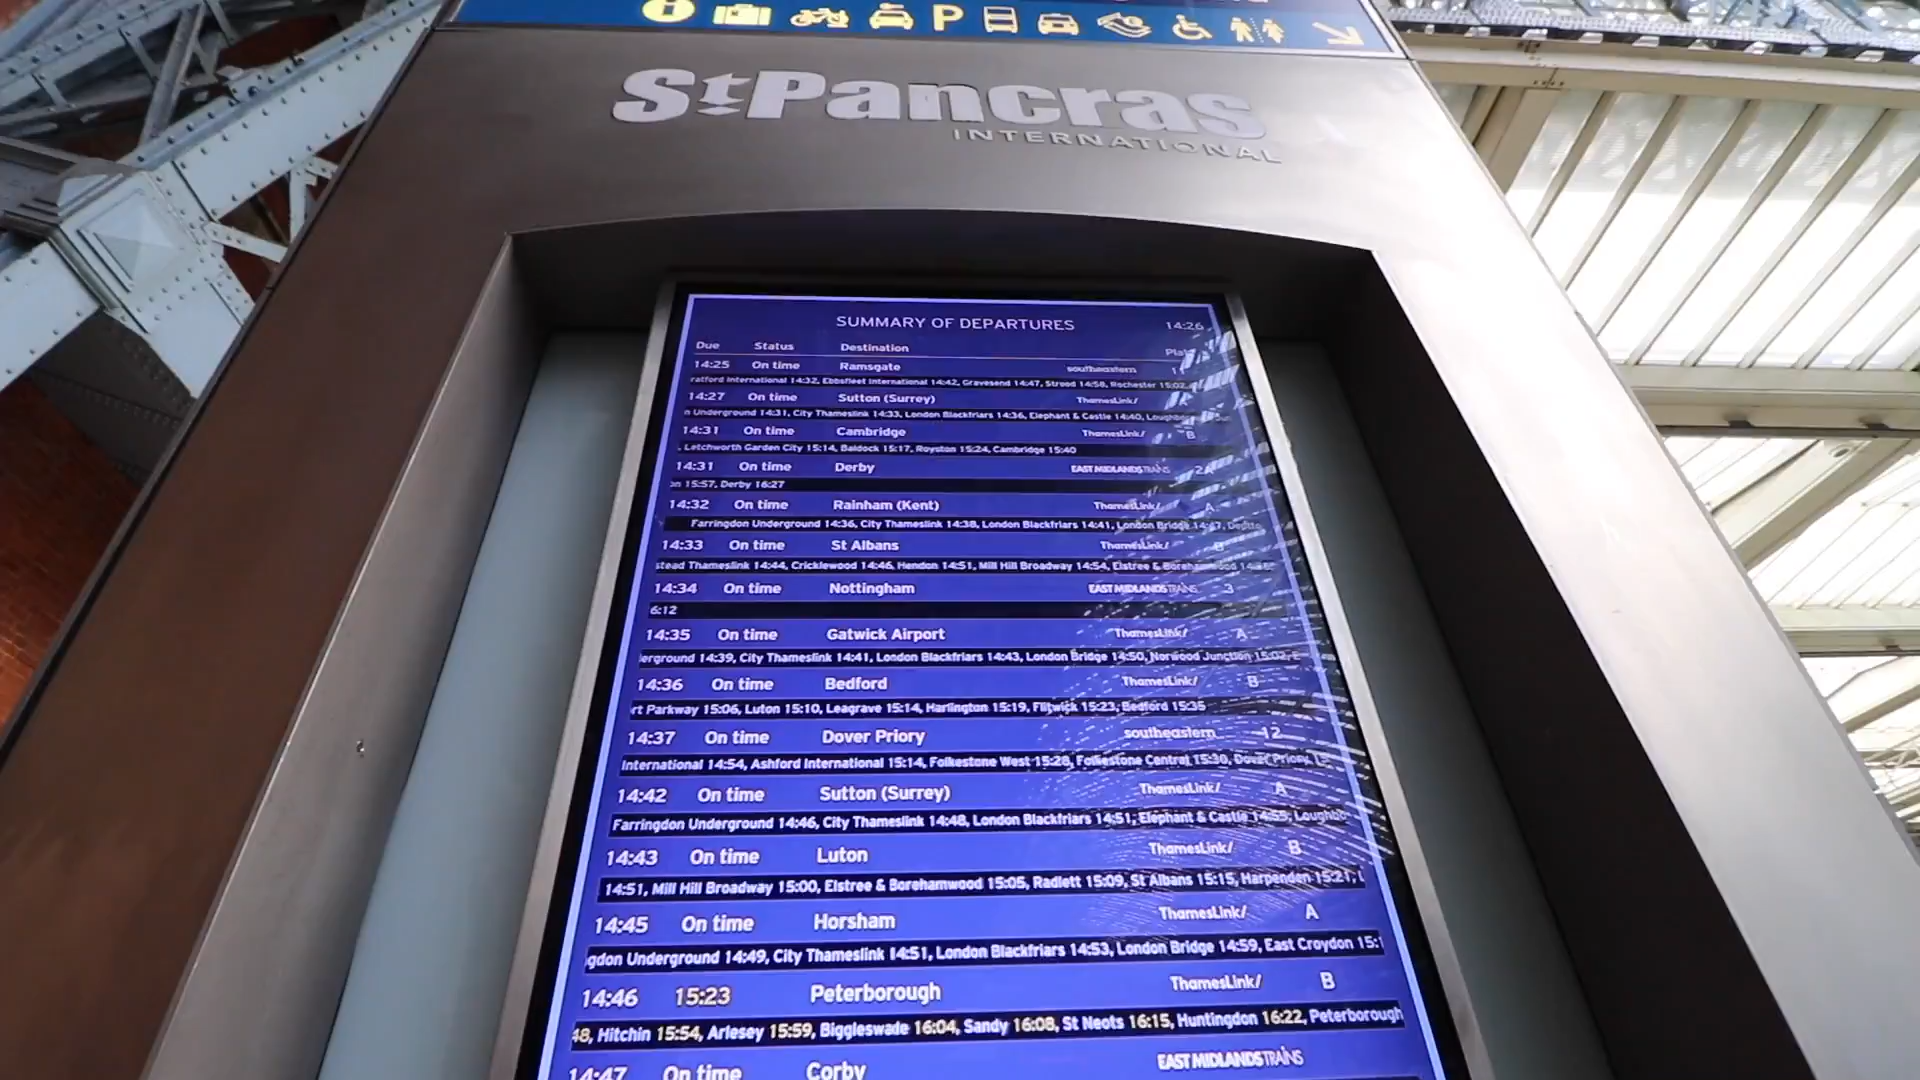 P
St Pancras
INTERNATIONAL
SUMMARY OF DEPARTURES 14:26
Due Status Destination
14:25 On time Ramsgate southeastern
ratford International 14:32, Ebbsfleet International 14:42, Gravesend 14:47, Strood 14:58, Rochester 15:02,
14:27 On time Sutton (Surrey) ThamesLink/
n Underground 14:31, City Thameslink 14:33, London Blackfriars 14:36, Elephant & Castle 14:40,
14:31 On time Cambridge ThamesLink/ B
, Letchworth Garden City 15:14, Baldock 15:17, Royston 15:24, Cambridge 15:40
14:31 On time Derby EAST MIDLANDS TRAINS 2A
on 15:57, Derby 16:27
14:32 On time Rainham (Kent) ThamesLink/ A
Farringdon Underground 14:36, City Thameslink 14:38, London Blackfriars 14:41, London Bridge 14:47,
14:33 On time St Albans ThamesLink/ B
stead Thameslink 14:44, Cricklewood 14:46, Hendon 14:51, Mill Hill Broadway 14:54, Elstree & Borehamwood
14:34 On time Nottingham EAST MIDLANDS TRAINS 3
6:12
14:35 On time Gatwick Airport ThamesLink/ A
erground 14:39, City Thameslink 14:41, London Blackfriars 14:43, London Bridge 14:50, Norwood Junction 15:02, E
14:36 On time Bedford ThamesLink/ B
rt Parkway 15:06, Luton 15:10, Leagrave 15:14, Harlington 15:19, Flitwick 15:23, Bedford 15:35
14:37 On time Dover Priory southeastern 12
International 14:54, Ashford International 15:14, Folkestone West 15:28, Folkestone Central 15:30, Dover Priory
14:42 On time Sutton (Surrey) ThamesLink/ A
Farringdon Underground 14:46, City Thameslink 14:48, London Blackfriars 14:51, Elephant & Castle 14:55, Loughbo
14:43 On time Luton ThamesLink/ B
14:51, Mill Hill Broadway 15:00, Elstree & Borehamwood 15:05, Radlett 15:09, St Albans 15:15, Harpenden 15:21, L
14:45 On time Horsham ThamesLink/ A
gdon Underground 14:49, City Thameslink 14:51, London Blackfriars 14:53, London Bridge 14:59, East Croydon 15:1
14:46 15:23 Peterborough ThamesLink/ B
48, Hitchin 15:54, Arlesey 15:59, Biggleswade 16:04, Sandy 16:08, St Neots 16:15, Huntingdon 16:22, Peterborough
14:47 On time Corby EAST MIDLANDS TRAINS